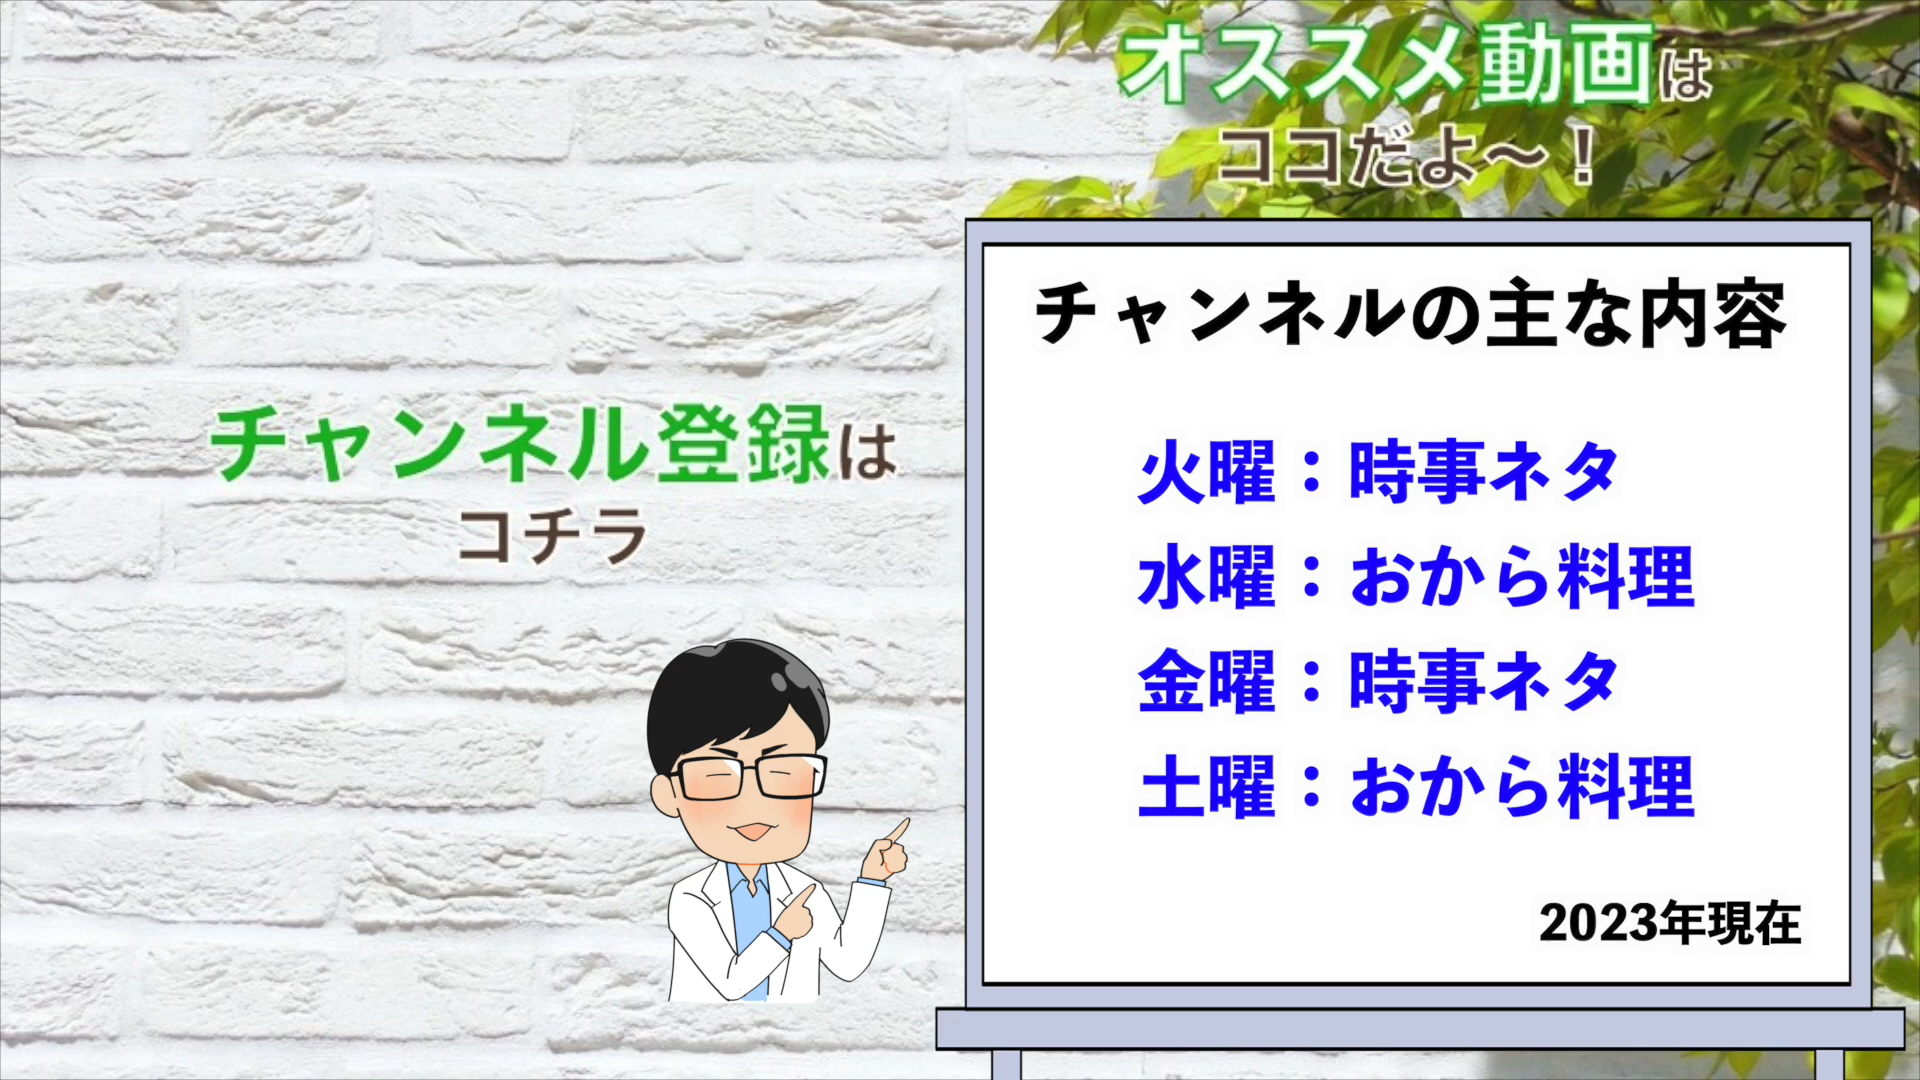 オススメ動画は
ココだよ～！
チャンネル登録は
コチラ
チャンネルの主な内容
火曜：時事ネタ
水曜：おから料理
金曜：時事ネタ
土曜：おから料理
2023年現在